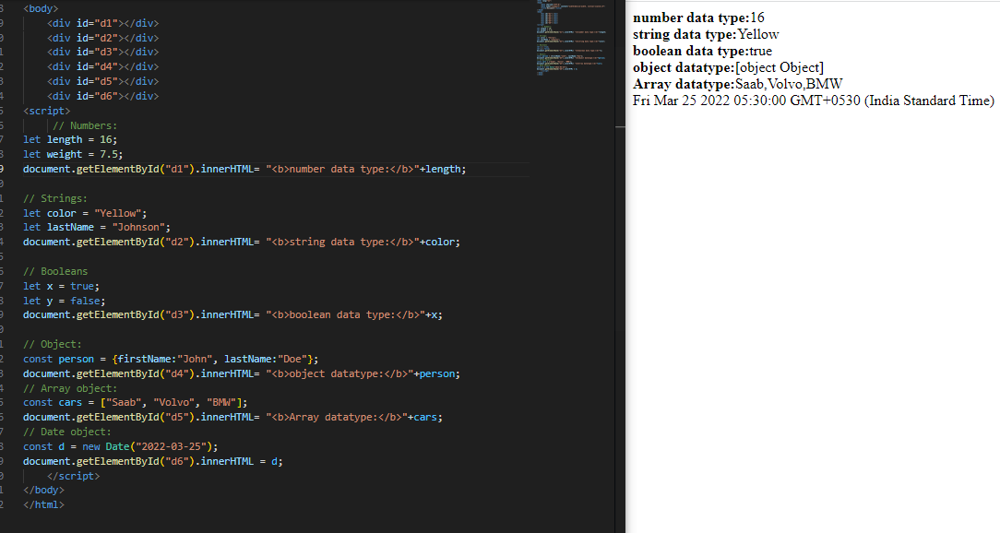 <body>
<div id="d1"></div>
<div id="d2"></div>
<div id="d3"></div>
<div id="d4"></div>
<div id="d5"></div>
<div id="d6"></div>
<script>
// Numbers:
let length = 16;
let weight = 7.5;
document.getElementById("d1").innerHTML= "<b>number data type:</b>"+length;
// Strings:
let color = "Yellow";
let lastName = "Johnson";
document.getElementById("d2").innerHTML= "<b>string data type:</b>"+color;
// Booleans
let x = true;
let y = false;
document.getElementById("d3").innerHTML= "<b>boolean data type:</b>"+x;
// Object:
const person = {firstName:"John", lastName:"Doe"};
document.getElementById("d4").innerHTML= "<b>object datatype:</b>"+person;
// Array object:
const cars = ["Saab", "Volvo", "BMW"];
document.getElementById("d5").innerHTML= "<b>Array datatype:</b>"+cars;
// Date object:
const d = new Date("2022-03-25");
document.getElementById("d6").innerHTML = d;
</script>
</body>
</html>
number data type:16
string data type:Yellow
boolean data type:true
object datatype:[object Object]
Array datatype:Saab,Volvo,BMW
Fri Mar 25 2022 05:30:00 GMT+0530 (India Standard Time)